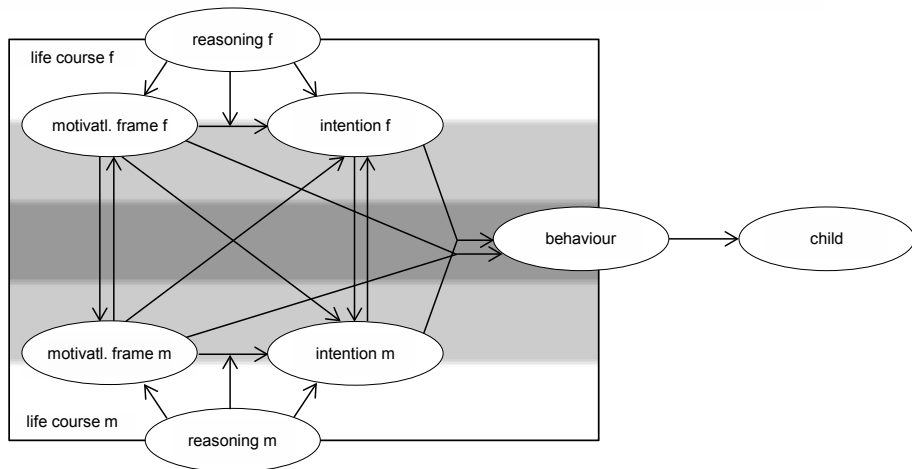 reasoning f
life course f
motivatl. frame f
intention f
behaviour
child
motivatl. frame m
intention m
life course m
reasoning m